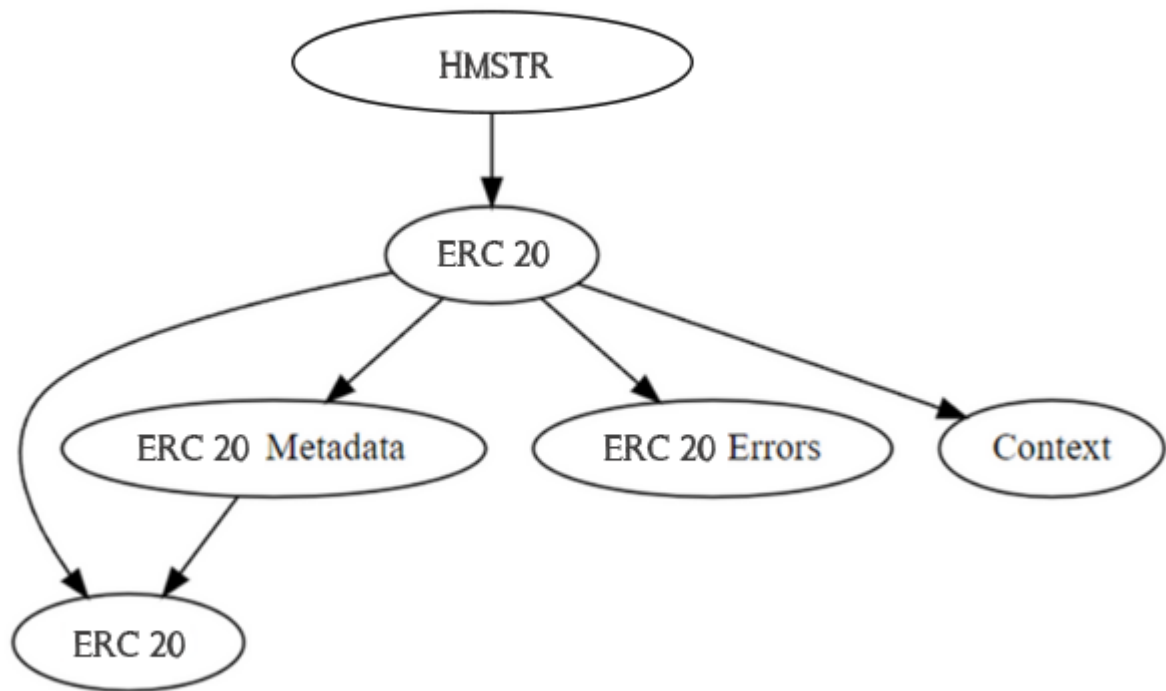 HMSTR
ERC 20
ERC 20 Metadata
ERC 20 Errors
Context
ERC 20